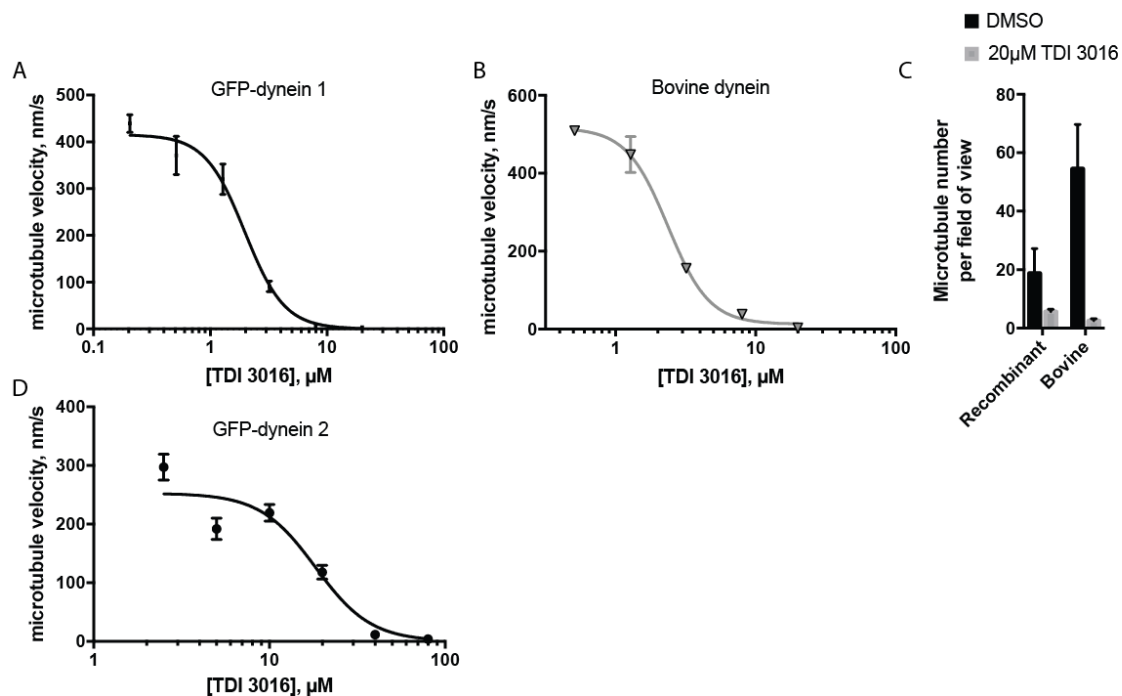 DMSO
20µM TDI 3016
A
GFP-dynein 1
microtubule velocity, nm/s
500
400
300
200
100
0
0.1
1
10
100
[TDI 3016], µM
B
Bovine dynein
microtubule velocity, nm/s
600
400
200
0
1
10
100
[TDI 3016], µM
C
Microtubule number
per field of view
80
60
40
20
0
Recombinant
Bovine
D
GFP-dynein 2
microtubule velocity, nm/s
400
300
200
100
0
1
10
100
[TDI 3016], µM